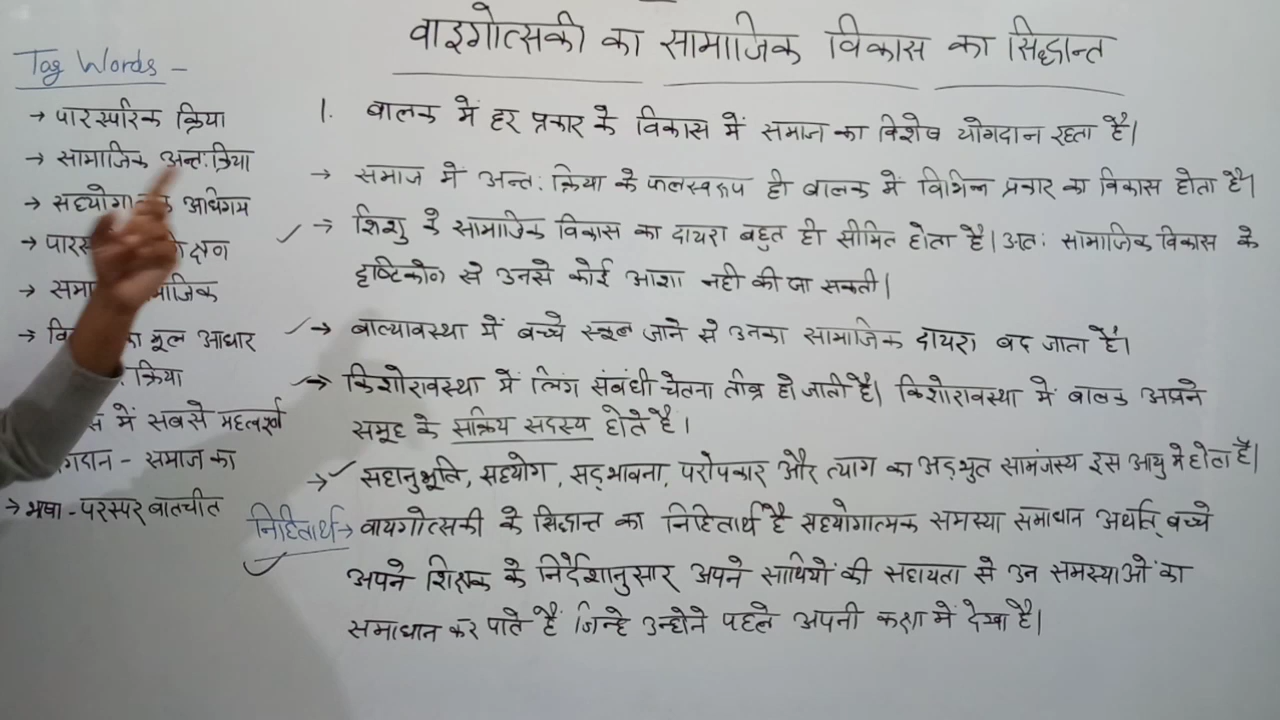 वाइगोत्सकी का सामाजिक विकास का सिद्धान्त
Tag Words -
→ पारस्परिक क्रिया
→ सामाजिक अन्त:क्रिया
→ अधिगम
→
→ सामाजिक
→ मूल आधार
क्रिया
में सबसे महत्वपूर्ण
- समाज का
→ भाषा - परस्पर बातचीत
1. बालक में हर प्रकार के विकास में समाज का विशेष योगदान रहता है।
→ समाज में अन्त:क्रिया के फलस्वरूप ही बालक में विभिन्न प्रकार का विकास होता है।
→ शिशु के सामाजिक विकास का दायरा बहुत ही सीमित होता है। अत: सामाजिक विकास के
दृष्टिकोण से उनसे कोई आशा नही की जा सकती।
→ बाल्यावस्था में बच्चे स्कूल जाने से उनका सामाजिक दायरा बढ जाता है।
→ किशोरावस्था में लिंग संबंधी चेतना तीव्र हो जाती है। किशोरावस्था में बालक अपने
समूह के सक्रिय सदस्य होते है।
→ सहानुभूति, सहयोग, सद्भावना, परोपकार और त्याग का अद्भुत सामंजस्य इस आयु मे होता है।
निहितार्थ → वायगोत्सकी के सिद्धान्त का निहितार्थ है सहयोगात्मक समस्या समाधान अर्थात् बच्चे
अपने शिक्षक के निर्देशानुसार अपने साथियों की सहायता से उन समस्याओं का
समाधान कर पाते हैं जिन्हे उन्होने पहले अपनी कक्षा में देखा है।